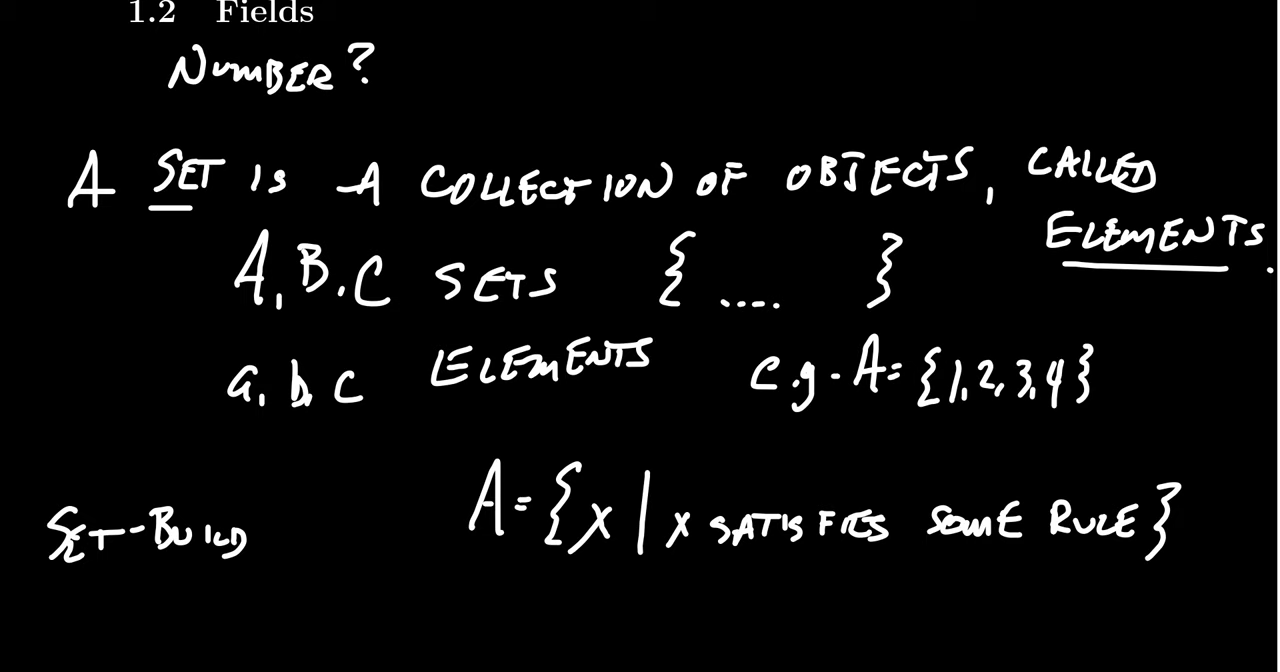 1.2 Fields
NUMBER?
A SET IS A COLLECTION OF OBJECTS, CALLED
ELEMENTS.
A, B, C SETS { .... }
a, b, c ELEMENTS e.g. A = {1, 2, 3, 4}
SET-BUILD A = {x | x SATISFIES SOME RULE}